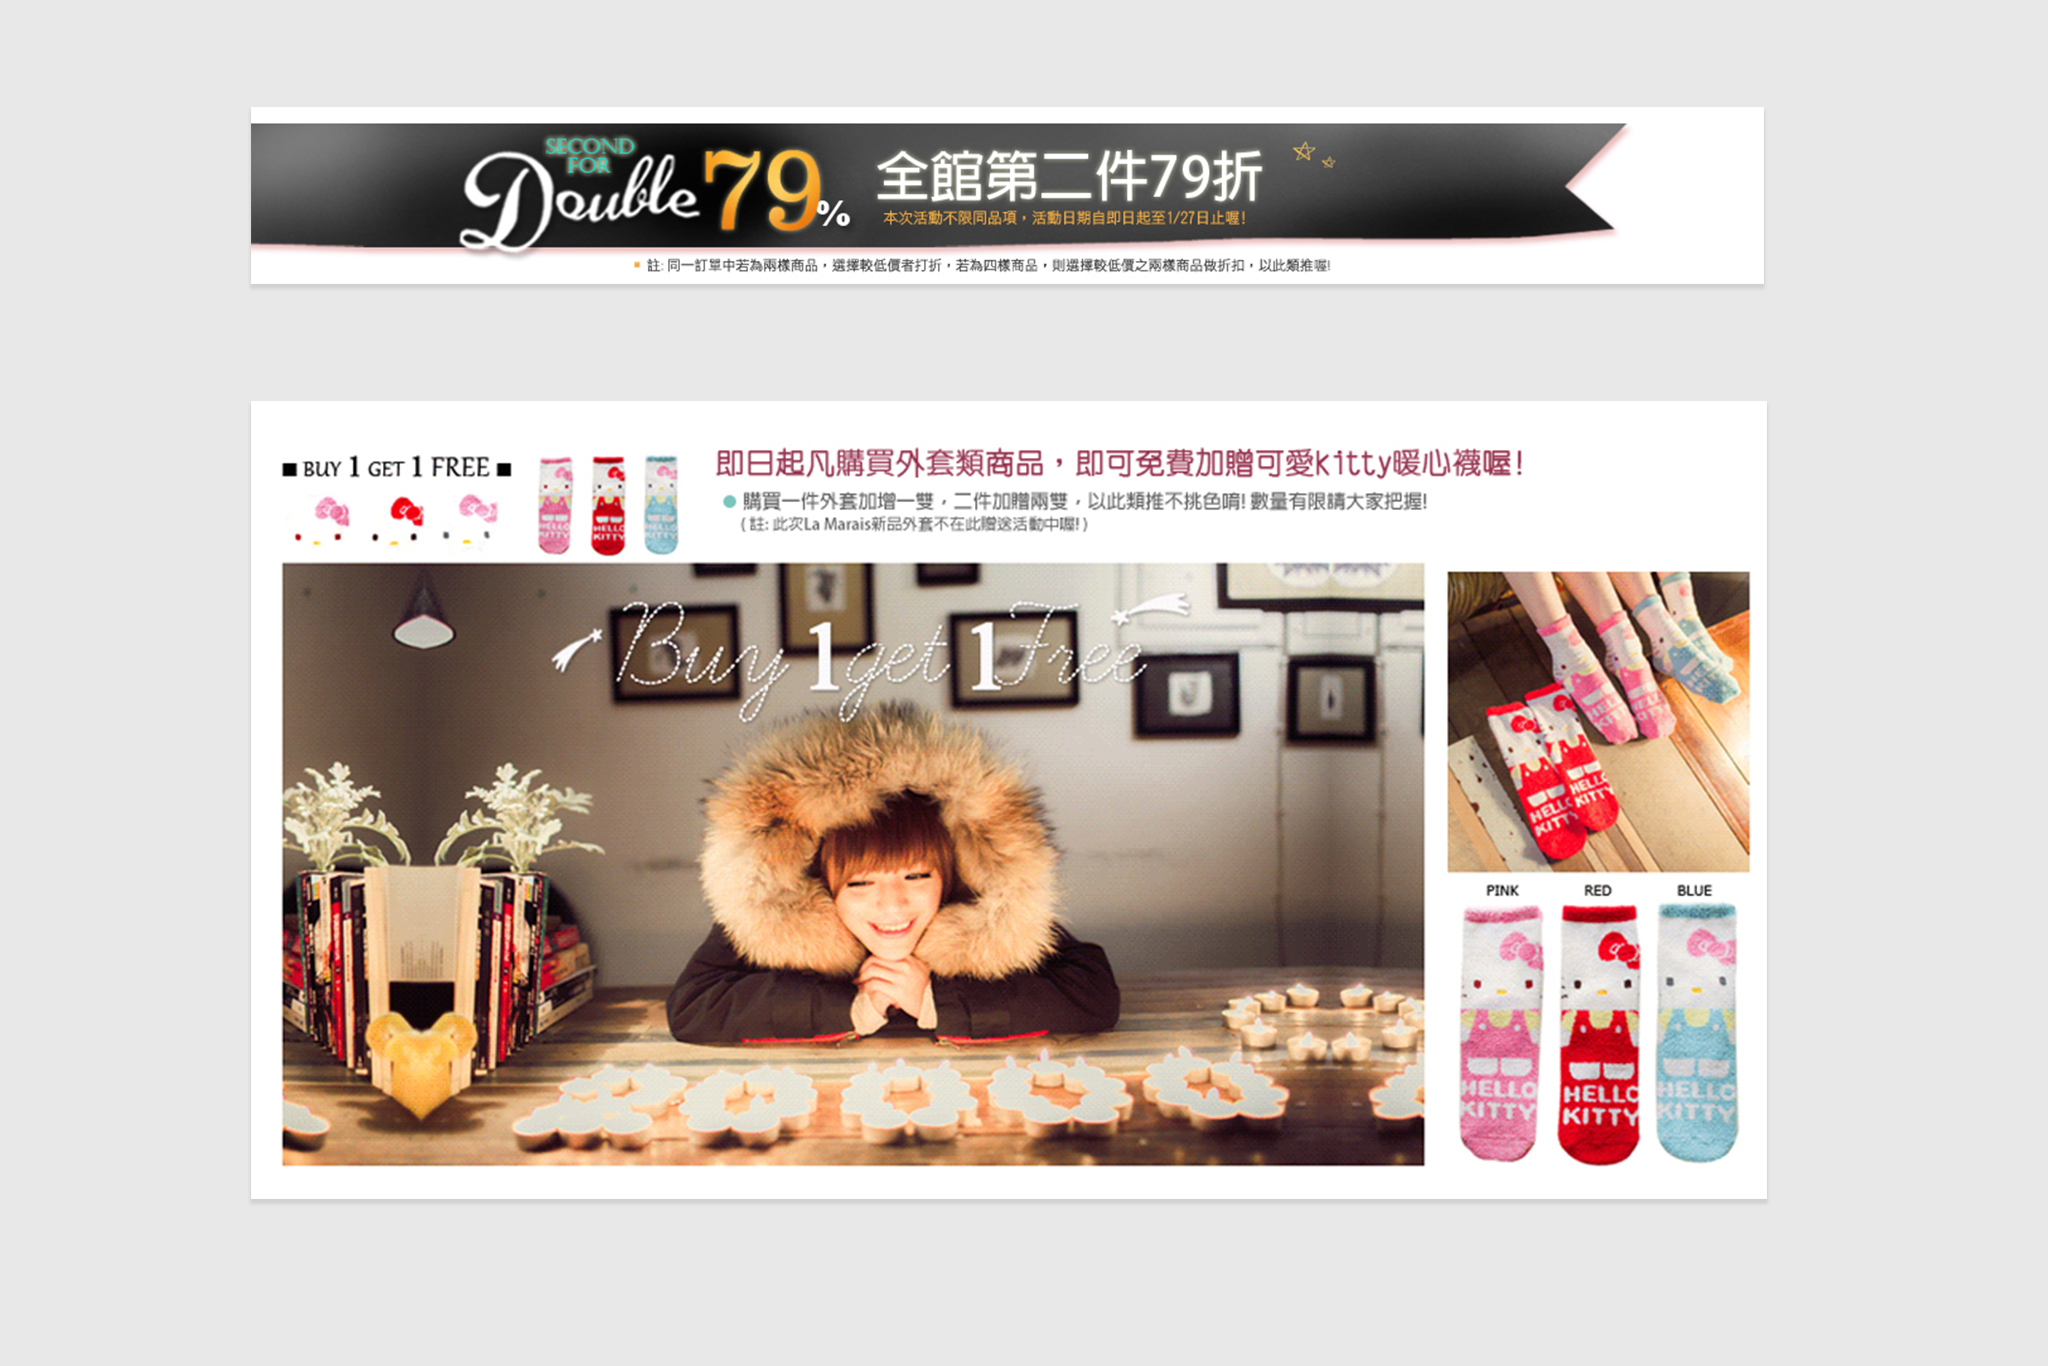 SECOND
FOR
Double 79%
全館第二件79折
本次活動不限同品項，活動日期自即日起至1/27日止喔!
註: 同一訂單中若為兩樣商品，選擇較低價者打折，若為四樣商品，則選擇較低價之兩樣商品做折扣，以此類推喔!
BUY 1 GET 1 FREE
HELLO
KITTY
HELLO
KITTY
HELLO
KITTY
即日起凡購買外套類商品，即可免費加贈可愛Kitty暖心襪喔!
購買一件外套加增一雙，二件加贈兩雙，以此類推不挑色唷! 數量有限請大家把握!
( 註: 此次La Marais新品外套不在此贈送活動中喔! )
Buy 1 get 1 Free
HELLO
KITTY
HELLO
KITTY
PINK
RED
BLUE
HELLO
KITTY
HELLO
KITTY
HELLO
KITTY